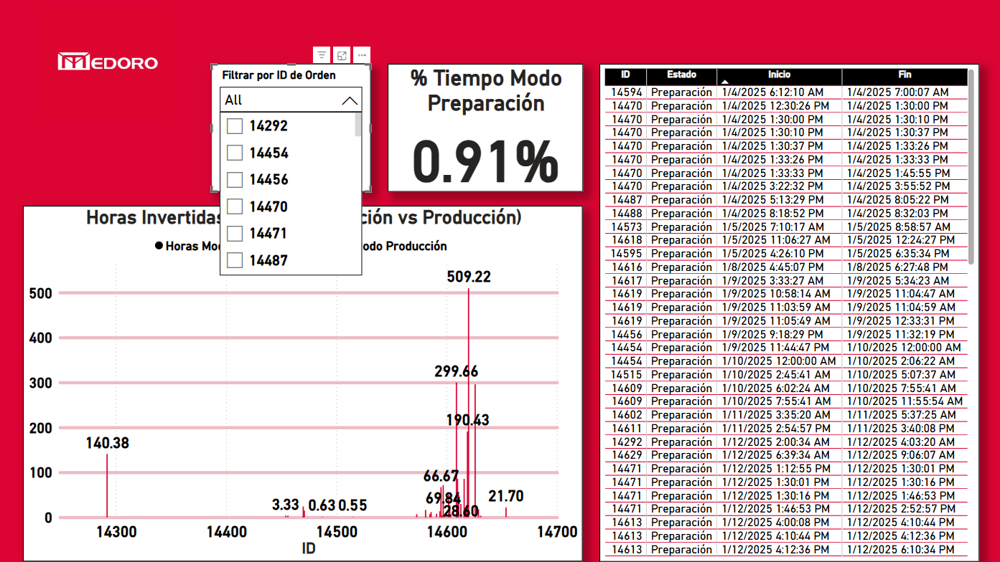 MEDORO
Filtrar por ID de Orden
All
14292
14454
14456
14470
14471
14487
% Tiempo Modo
Preparación
0.91%
Horas Invertidas
ción vs Producción)
Horas Mo
odo Producción
500
400
300
200
100
0
140.38
3.33
0.63
0.55
509.22
299.66
190.43
66.67
69.84
28.60
21.70
14300
14400
14500
14600
14700
ID
ID Estado Inicio Fin
14594 Preparación 1/4/2025 6:12:10 AM 1/4/2025 7:00:07 AM
14470 Preparación 1/4/2025 12:30:26 PM 1/4/2025 1:30:00 PM
14470 Preparación 1/4/2025 1:30:00 PM 1/4/2025 1:30:10 PM
14470 Preparación 1/4/2025 1:30:10 PM 1/4/2025 1:30:37 PM
14470 Preparación 1/4/2025 1:30:37 PM 1/4/2025 1:33:26 PM
14470 Preparación 1/4/2025 1:33:26 PM 1/4/2025 1:33:33 PM
14470 Preparación 1/4/2025 1:33:33 PM 1/4/2025 1:45:55 PM
14470 Preparación 1/4/2025 3:22:32 PM 1/4/2025 3:55:52 PM
14487 Preparación 1/4/2025 5:13:29 PM 1/4/2025 8:05:22 PM
14488 Preparación 1/4/2025 8:18:52 PM 1/4/2025 8:32:03 PM
14573 Preparación 1/5/2025 7:10:17 AM 1/5/2025 8:58:57 AM
14618 Preparación 1/5/2025 11:06:27 AM 1/5/2025 12:24:27 PM
14595 Preparación 1/5/2025 4:26:10 PM 1/5/2025 6:35:34 PM
14616 Preparación 1/8/2025 4:45:07 PM 1/8/2025 6:27:48 PM
14617 Preparación 1/9/2025 3:33:27 AM 1/9/2025 5:34:23 AM
14619 Preparación 1/9/2025 10:58:14 AM 1/9/2025 11:04:47 AM
14619 Preparación 1/9/2025 11:03:59 AM 1/9/2025 11:04:59 AM
14619 Preparación 1/9/2025 11:05:49 AM 1/9/2025 12:33:31 PM
14456 Preparación 1/9/2025 9:18:29 PM 1/9/2025 11:32:19 PM
14454 Preparación 1/9/2025 11:44:47 PM 1/10/2025 12:00:00 AM
14454 Preparación 1/10/2025 12:00:00 AM 1/10/2025 2:06:22 AM
14515 Preparación 1/10/2025 2:45:41 AM 1/10/2025 5:07:37 AM
14609 Preparación 1/10/2025 6:02:24 AM 1/10/2025 7:55:41 AM
14609 Preparación 1/10/2025 7:55:41 AM 1/10/2025 11:55:54 AM
14602 Preparación 1/11/2025 3:35:20 AM 1/11/2025 5:37:25 AM
14611 Preparación 1/11/2025 2:54:57 PM 1/11/2025 3:40:08 PM
14292 Preparación 1/12/2025 2:00:34 AM 1/12/2025 4:03:20 AM
14629 Preparación 1/12/2025 6:39:34 AM 1/12/2025 9:06:07 AM
14471 Preparación 1/12/2025 1:12:55 PM 1/12/2025 1:30:01 PM
14471 Preparación 1/12/2025 1:30:01 PM 1/12/2025 1:30:16 PM
14471 Preparación 1/12/2025 1:30:16 PM 1/12/2025 1:46:53 PM
14471 Preparación 1/12/2025 1:46:53 PM 1/12/2025 2:52:57 PM
14613 Preparación 1/12/2025 4:00:08 PM 1/12/2025 4:10:44 PM
14613 Preparación 1/12/2025 4:10:44 PM 1/12/2025 4:12:36 PM
14613 Preparación 1/12/2025 4:12:36 PM 1/12/2025 6:10:34 PM